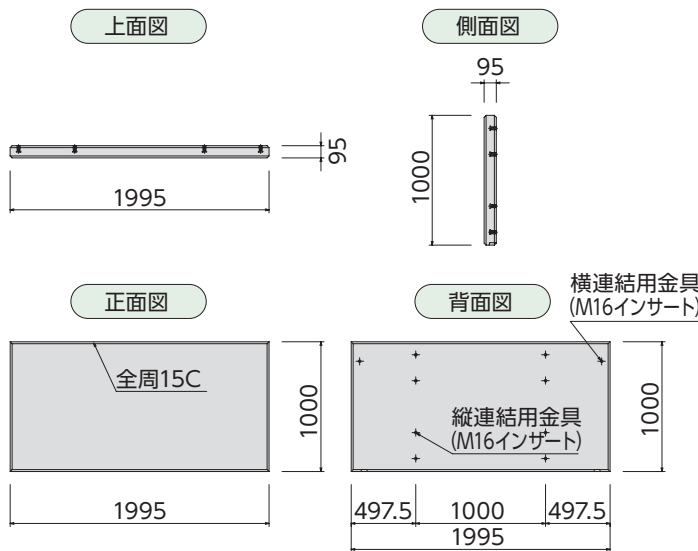 上面図
側面図
95
95
1000
1995
正面図
背面図
横連結用金具
(M16インサート)
全周15C
1000
縦連結用金具
(M16インサート)
1000
1995
497.5
1000
497.5
1995